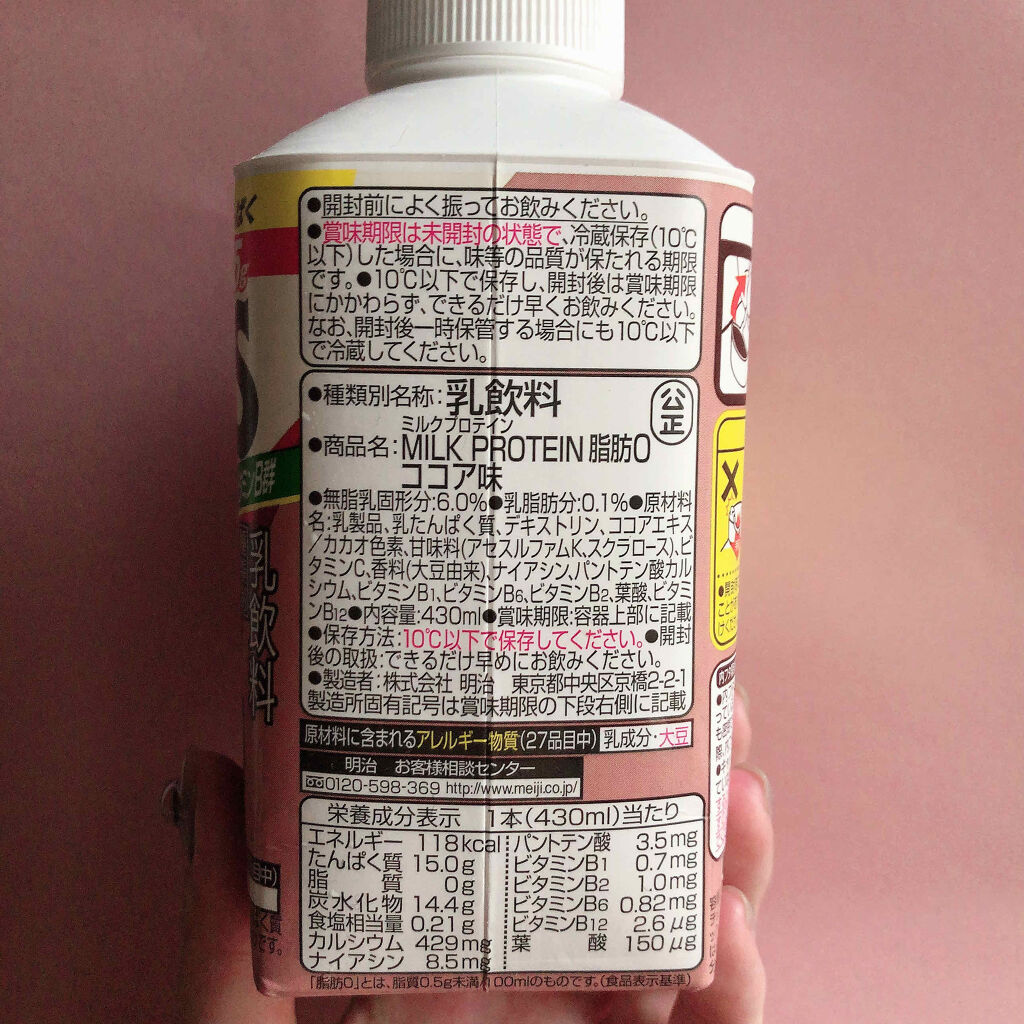 ●開封前によく振ってお飲みください。
●賞味期限は未開封の状態で、冷蔵保存(10℃
以下)した場合に、味等の品質が保たれる期限
です。●10℃以下で保存し、開封後は賞味期限
にかかわらず、できるだけ早くお飲みください。
なお、開封後一時保管する場合にも10℃以下
で冷蔵してください。
●種類別名称:乳飲料
公正
ミルクプロテイン
●商品名:MILK PROTEIN 脂肪0
ココア味
●無脂乳固形分:6.0%●乳脂肪分:0.1%●原材料
名:乳製品、乳たんぱく質、デキストリン、ココアエキス
/カカオ色素、甘味料(アセスルファムK、スクラロース)、ビ
タミンC、香料(大豆由来)、ナイアシン、パントテン酸カル
シウム、ビタミンB1、ビタミンB6、ビタミンB2、葉酸、ビタミ
ンB12●内容量:430ml●賞味期限:容器上部に記載
●保存方法:10℃以下で保存してください。●開封
後の取扱:できるだけ早めにお飲みください。
●製造者:株式会社 明治 東京都中央区京橋2-2-1
製造所固有記号は賞味期限の下段右側に記載
原材料に含まれるアレルギー物質(27品目中) 乳成分・大豆
明治 お客様相談センター
0120-598-369 http://www.meiji.co.jp/
栄養成分表示 1本(430ml)当たり
エネルギー 118kcal パントテン酸 3.5mg
たんぱく質 15.0g ビタミンB1 0.7mg
脂質 0g ビタミンB2 1.0mg
炭水化物 14.4g ビタミンB6 0.82mg
食塩相当量 0.21g ビタミンB12 2.6μg
カルシウム 429mg 葉酸 150μg
ナイアシン 8.5mg
「脂肪0」とは、脂質0.5g未満/100mlのものです。(食品表示基準)
ミンB群
乳飲料